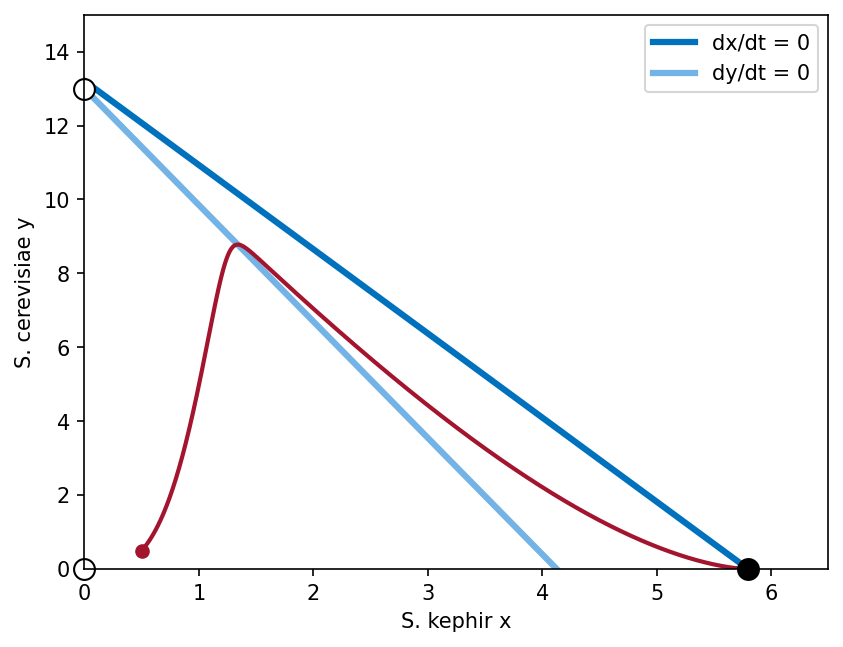 dx/dt = 0
dy/dt = 0
14
12
10
8
6
4
2
0
S. cerevisiae y
0 1 2 3 4 5 6
S. kephir x